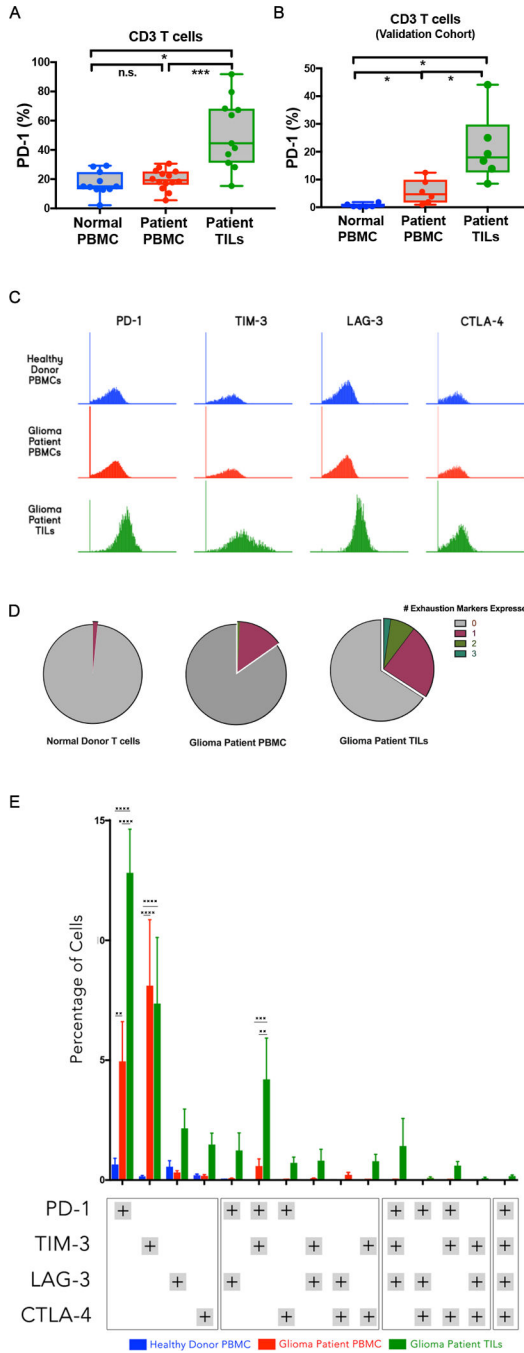 A
CD3 T cells
*
n.s.
***
PD-1 (%)
100
80
60
40
20
0
Normal PBMC
Patient PBMC
Patient TILs
B
CD3 T cells
(Validation Cohort)
*
*
*
PD-1 (%)
50
40
30
20
10
0
Normal PBMC
Patient PBMC
Patient TILs
C
PD-1 TIM-3 LAG-3 CTLA-4
Healthy
Donor
PBMCs
Glioma
Patient
PBMCs
Glioma
Patient
TILs
D
# Exhaustion Markers Expresse
0
1
2
3
Normal Donor T cells
Glioma Patient PBMC
Glioma Patient TILs
E
Percentage of Cells
15
10
5
0
****
****
**
****
****
***
**
PD-1 + + + + + + + +
TIM-3 + + + + + + + +
LAG-3 + + + + + + + +
CTLA-4 + + + + + + + +
Healthy Donor PBMC Glioma Patient PBMC Glioma Patient TILs